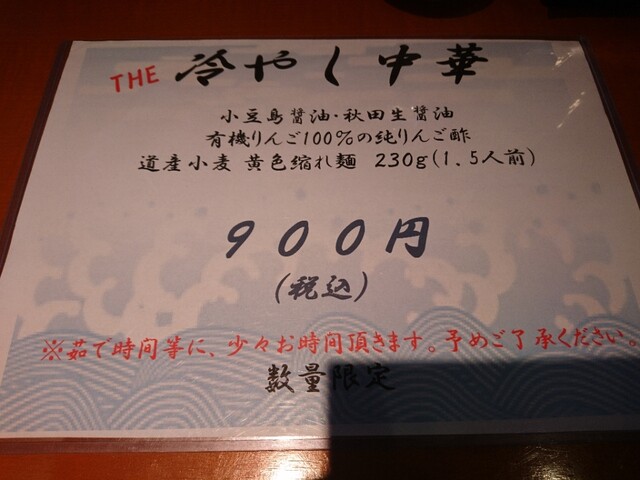 THE 冷やし中華
小豆島醤油・秋田生醤油
有機りんご100%の純りんご酢
道産小麦 黄色縮れ麺 230g(1.5人前)
900円
(税込)
※茹で時間等に、少々お時間頂きます。予めご了承ください。
数量限定